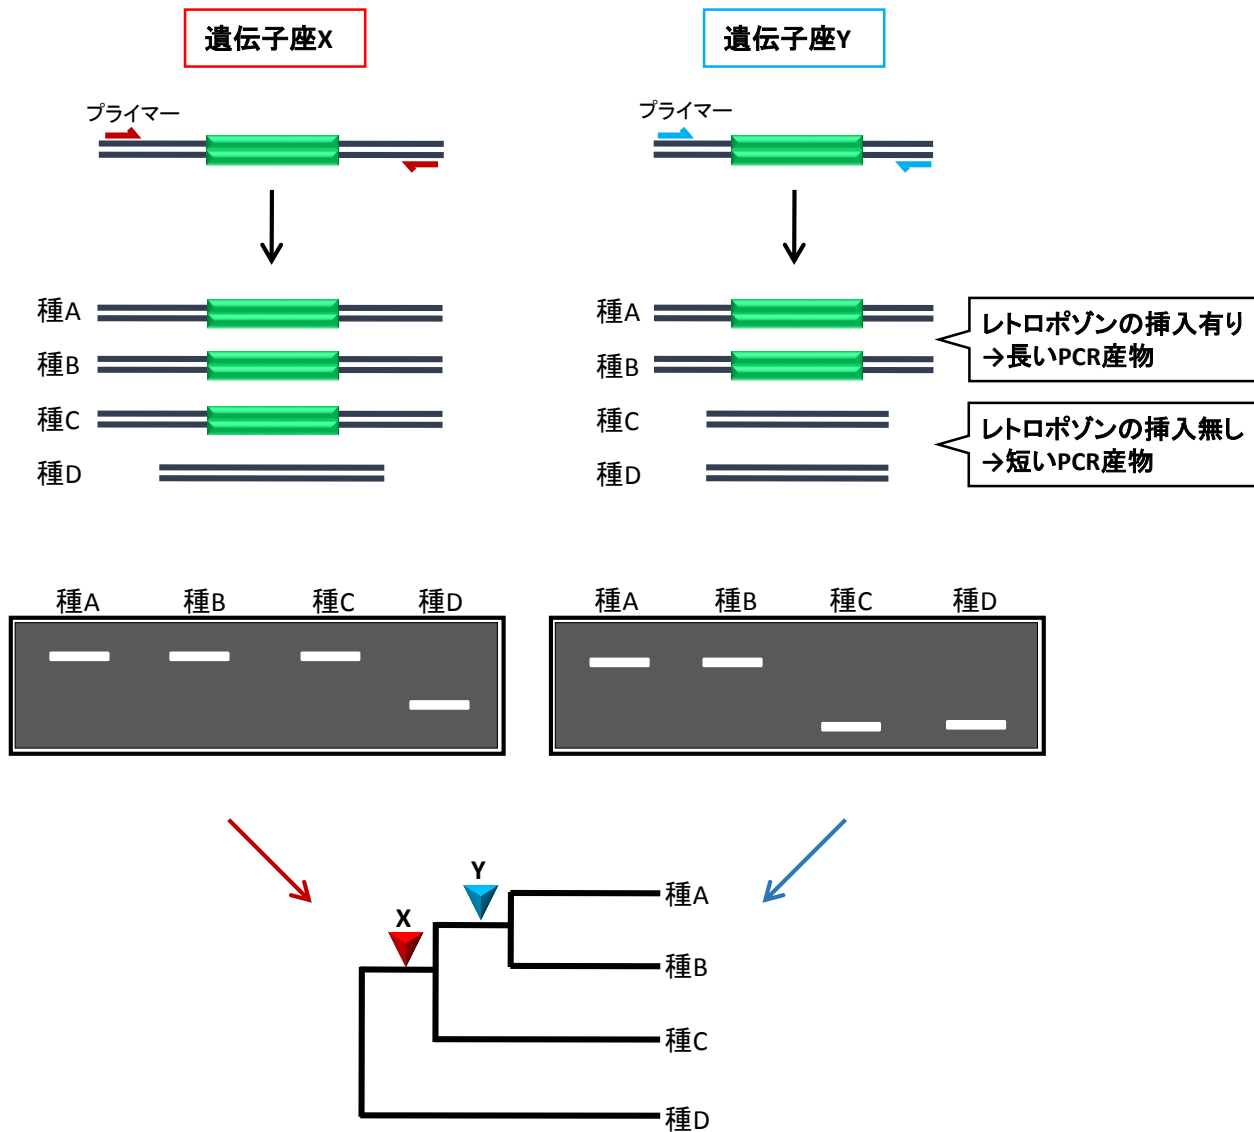 遺伝子座X
遺伝子座Y
プライマー
プライマー
種A
種B
種C
種D
種A
種B
種C
種D
レトロポゾンの挿入有り
→長いPCR産物
レトロポゾンの挿入無し
→短いPCR産物
種A
種B
種C
種D
種A
種B
種C
種D
Y
X
種A
種B
種C
種D